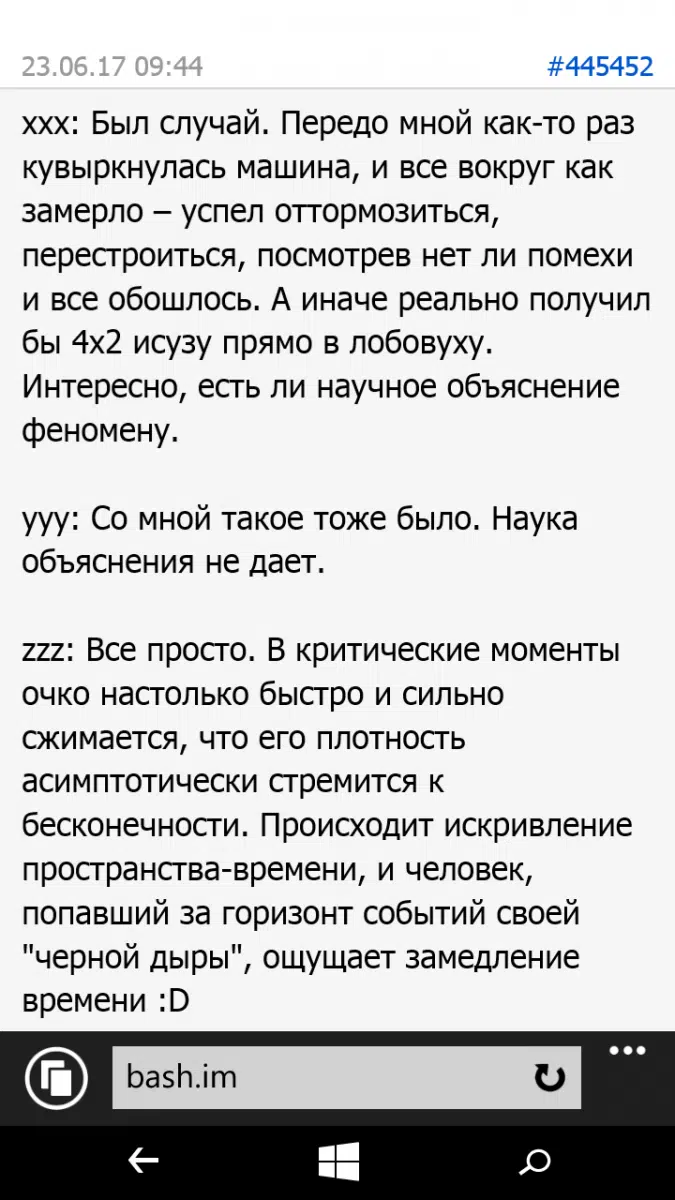 23.06.17 09:44 #445452
xxx: Был случай. Передо мной как-то раз
кувыркнулась машина, и все вокруг как
замерло – успел оттормозиться,
перестроиться, посмотрев нет ли помехи
и все обошлось. А иначе реально получил
бы 4х2 исузу прямо в лобовуху.
Интересно, есть ли научное объяснение
феномену.
yyy: Со мной такое тоже было. Наука
объяснения не дает.
zzz: Все просто. В критические моменты
очко настолько быстро и сильно
сжимается, что его плотность
асимптотически стремится к
бесконечности. Происходит искривление
пространства-времени, и человек,
попавший за горизонт событий своей
"черной дыры", ощущает замедление
времени :D
bash.im